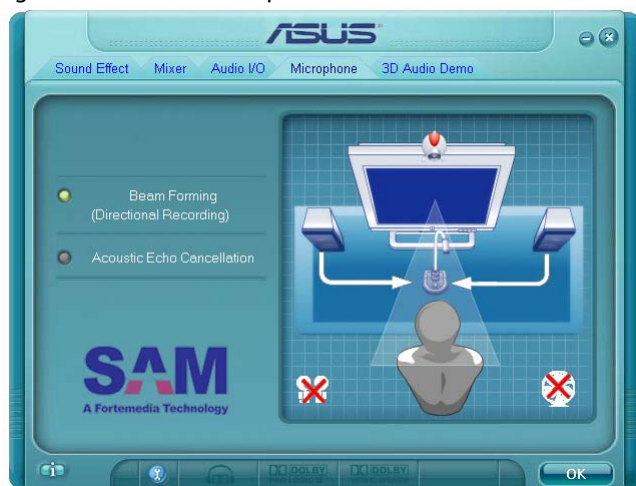 ASUS
Sound Effect Mixer Audio I/O Microphone 3D Audio Demo
Beam Forming
(Directional Recording)
Acoustic Echo Cancellation
SAM
A Fortemedia Technology
DOLBY DOLBY
OK